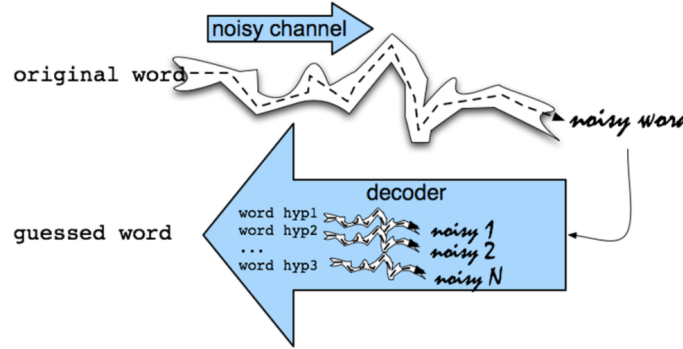 noisy channel
original word
noisy word
decoder
word hyp1 noisy 1
word hyp2 noisy 2
...
word hyp3 noisy N
guessed word